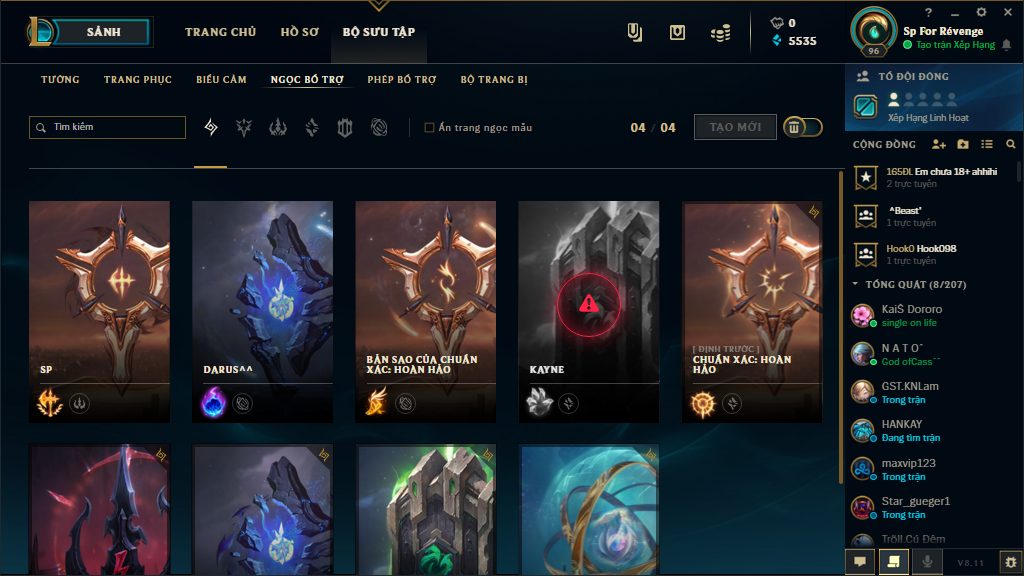 SẢNH
TRANG CHỦ
HỒ SƠ
BỘ SƯU TẬP
0
5535
96
?
Sp For Révenge
Tạo trận Xếp Hạng
TƯỚNG
TRANG PHỤC
BIỂU CẢM
NGỌC BỔ TRỢ
PHÉP BỔ TRỢ
BỘ TRANG BỊ
Tìm kiếm
Ẩn trang ngọc mẫu
04 / 04
TẠO MỚI
TỔ ĐỘI ĐÓNG
Xếp Hạng Linh Hoạt
CỘNG ĐỒNG
165ĐL Em chưa 18+ ahhihi
2 trực tuyến
^Beast*
1 trực tuyến
HookO Hook098
1 trực tuyến
TỔNG QUÁT (8/207)
KaiŠ Dororo
single on life
N A T O
God ofCass
GST.KNLam
Trong trận
HANKAY
Đang tìm trận
maxvip123
Trong trận
Star_gueger1
Trong trận
Trôll.Cú Đêm
V8.11
SP
DARUS^^
BẢN SAO CỦA CHUẨN
XÁC: HOÀN HẢO
KAYNE
[ ĐỊNH TRƯỚC ]
CHUẨN XÁC: HOÀN
HẢO